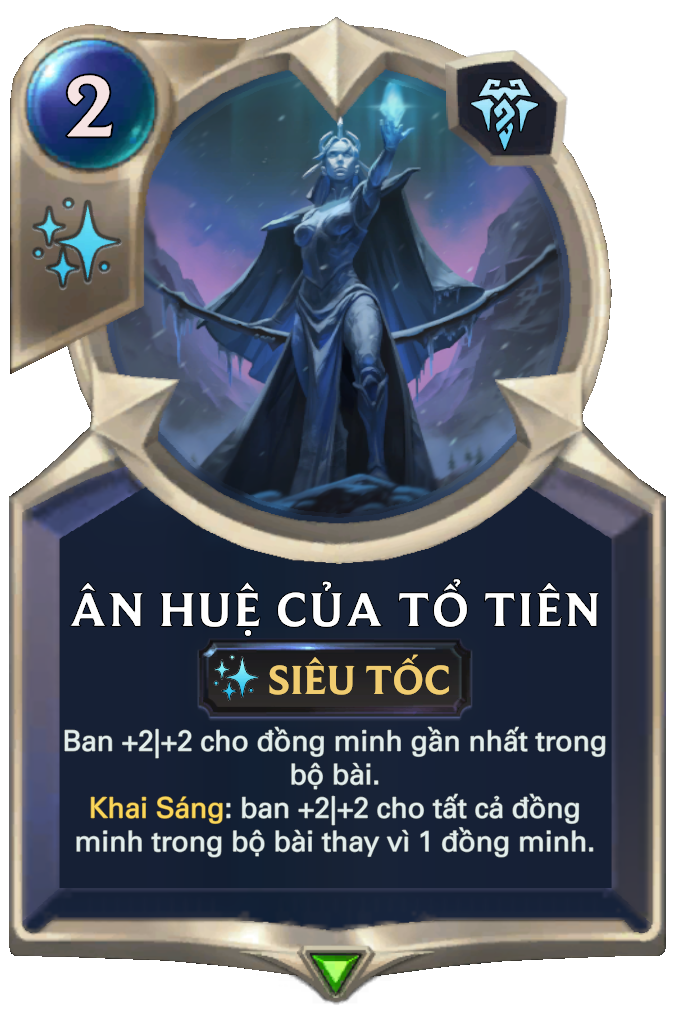 2
ÂN HUỆ CỦA TỔ TIÊN
SIÊU TỐC
Ban +2|+2 cho đồng minh gần nhất trong
bộ bài.
Khai Sáng: ban +2|+2 cho tất cả đồng
minh trong bộ bài thay vì 1 đồng minh.